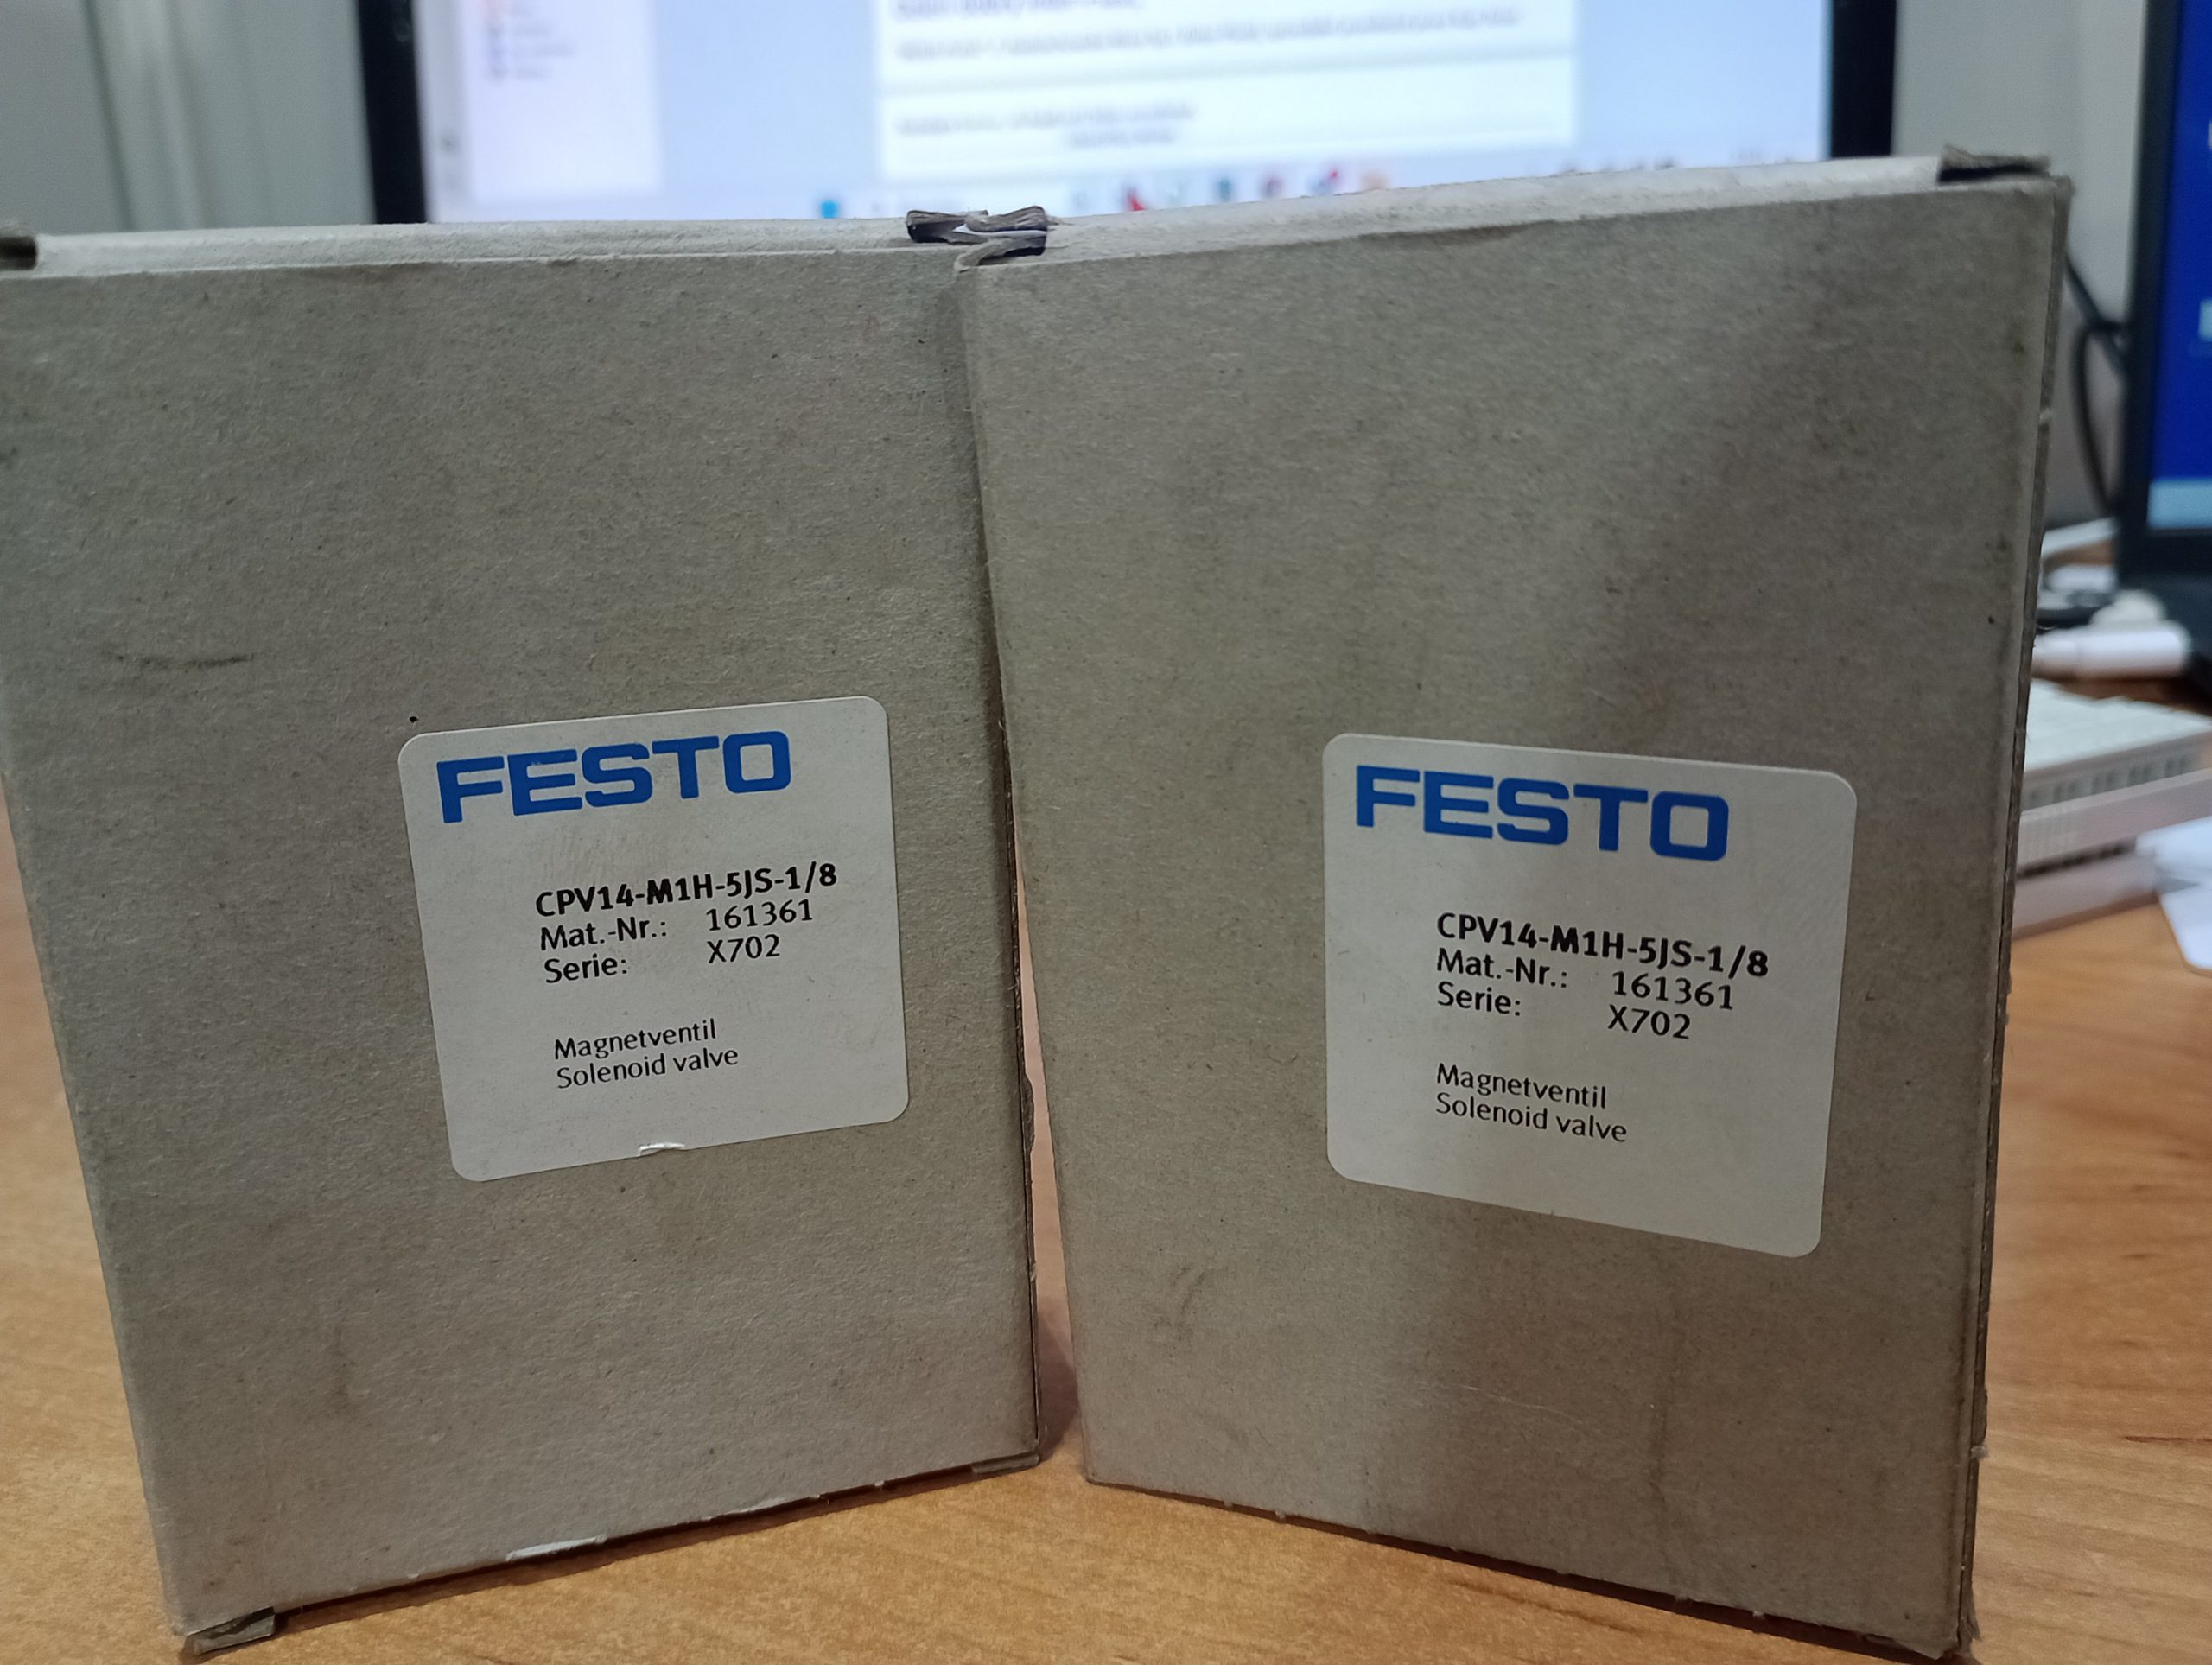 FESTO
CPV14-M1H-5JS-1/8
Mat.-Nr.: 161361
Serie: X702
Magnetventil
Solenoid valve
FESTO
CPV14-M1H-5JS-1/8
Mat.-Nr.: 161361
Serie: X702
Magnetventil
Solenoid valve